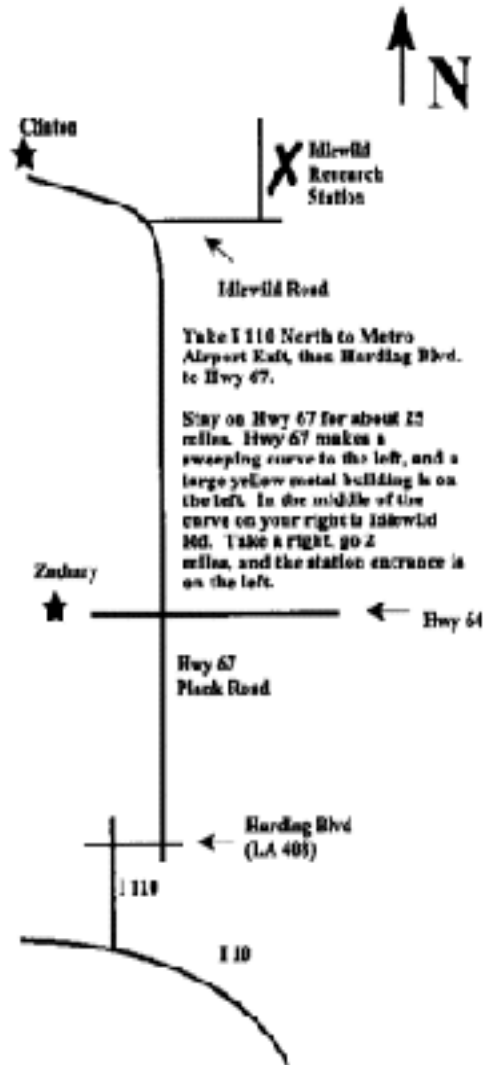 N
Clinton
Idlewild
Research
Station
Idlewild Road
Take I 110 North to Metro
Airport Exit, then Harding Blvd.
to Hwy 67.
Stay on Hwy 67 for about 25
miles. Hwy 67 makes a
sweeping curve to the left, and a
large yellow metal building is on
the left. In the middle of the
curve on your right is Idlewild
Rd. Take a right, go 2
miles, and the station entrance is
on the left.
Zachary
Hwy 64
Hwy 67
Plank Road
Harding Blvd
(LA 408)
I 110
I 10